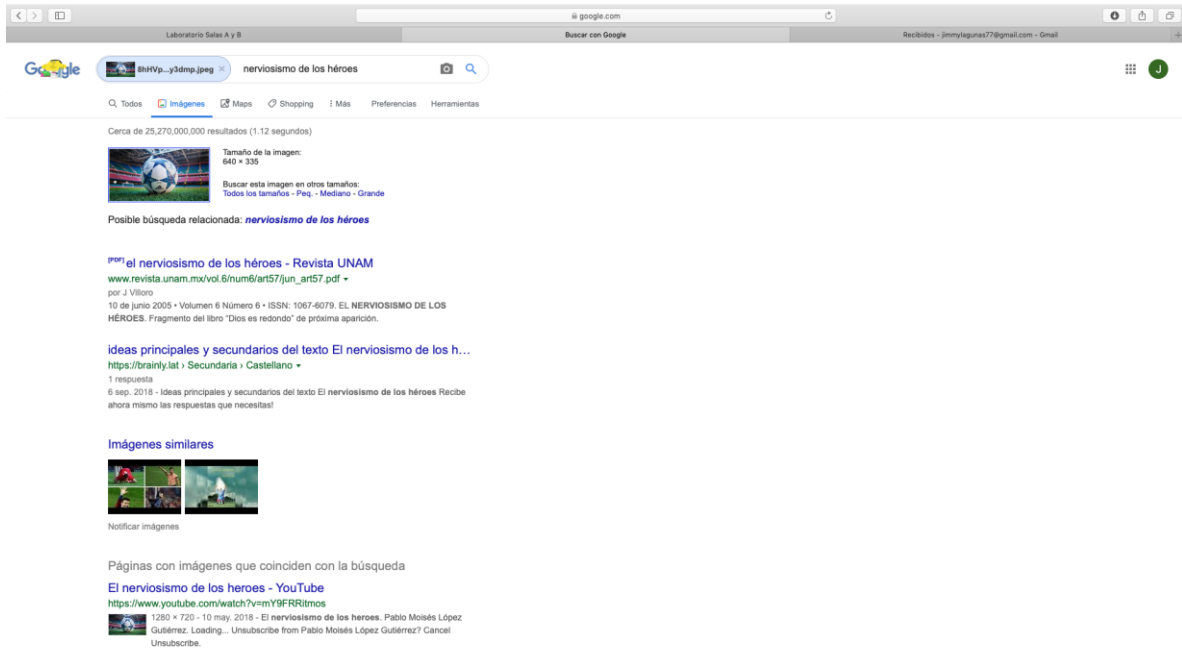 google.com
Laboratorio Salas A y B
Buscar con Google
Recibidos - jimmylagunas77@gmail.com - Gmail
Google
8hHVp...y3dmp.jpeg × nerviosismo de los héroes
J
Todos Imágenes Maps Shopping Más Preferencias Herramientas
Cerca de 25,270,000,000 resultados (1.12 segundos)
Tamaño de la imagen:
640 × 335
Buscar esta imagen en otros tamaños:
Todos los tamaños - Peq. - Mediano - Grande
Posible búsqueda relacionada: nerviosismo de los héroes
[PDF] el nerviosismo de los héroes - Revista UNAM
www.revista.unam.mx/vol.6/num6/art57/jun_art57.pdf
por J Villoro
10 de junio 2005 • Volumen 6 Número 6 • ISSN: 1067-6079. EL NERVIOSISMO DE LOS
HÉROES. Fragmento del libro "Dios es redondo" de próxima aparición.
ideas principales y secundarios del texto El nerviosismo de los h...
https://brainly.lat › Secundaria › Castellano
1 respuesta
6 sep. 2018 - Ideas principales y secundarios del texto El nerviosismo de los héroes Recibe
ahora mismo las respuestas que necesitas!
Imágenes similares
Notificar imágenes
Páginas con imágenes que coinciden con la búsqueda
El nerviosismo de los heroes - YouTube
https://www.youtube.com/watch?v=mY9FRRitmos
1280 × 720 - 10 may. 2018 - El nerviosismo de los heroes. Pablo Moisés López
Gutiérrez. Loading... Unsubscribe from Pablo Moisés López Gutiérrez? Cancel
Unsubscribe.